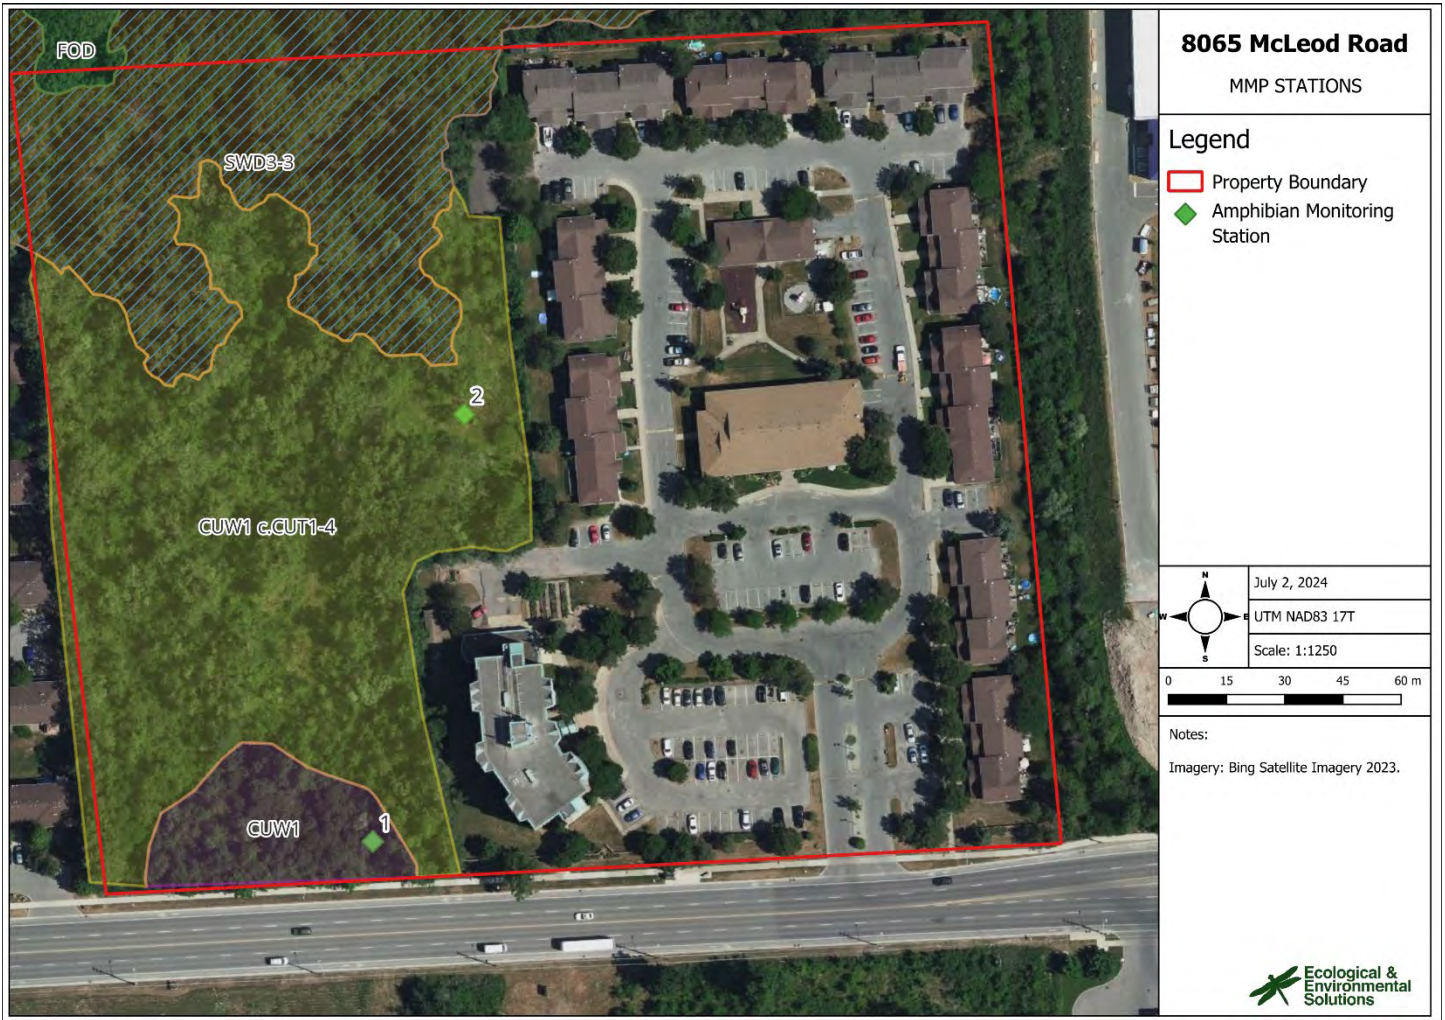 FOD
SWD3-3
2
CUW1 c.CUT1-4
CUW1
1
8065 McLeod Road
MMP STATIONS
Legend
Property Boundary
Amphibian Monitoring
Station
N
W
E
S
July 2, 2024
UTM NAD83 17T
Scale: 1:1250
0 15 30 45 60 m
Notes:
Imagery: Bing Satellite Imagery 2023.
Ecological &
Environmental
Solutions